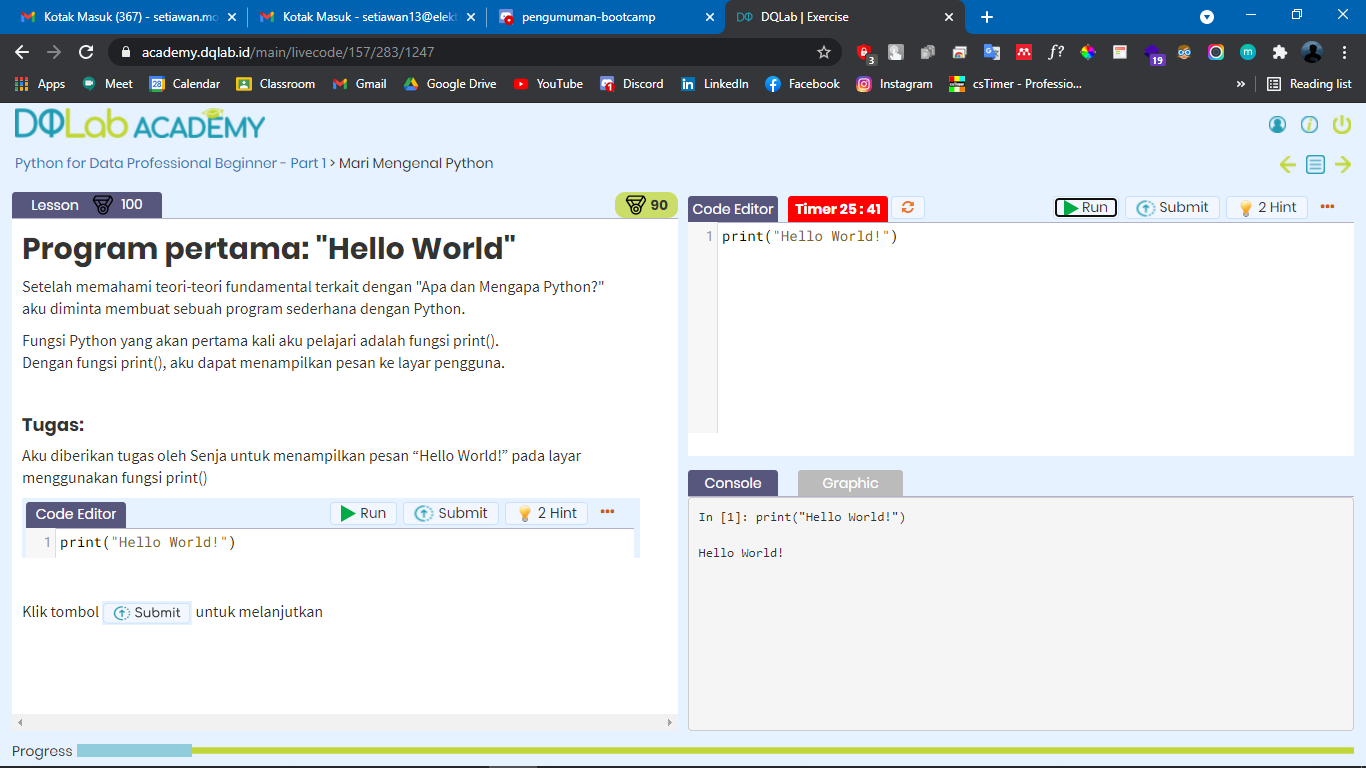 Kotak Masuk (367) - setiawan.mo
Kotak Masuk - setiawan13@elekt
pengumuman-bootcamp
DQLab | Exercise
academy.dqlab.id/main/livecode/157/283/1247
3
f?
19
m
Apps
Meet
28
Calendar
Classroom
Gmail
Google Drive
YouTube
1
Discord
LinkedIn
Facebook
Instagram
csTimer - Professio...
»
Reading list
DQLab ACADEMY
Python for Data Professional Beginner - Part 1 > Mari Mengenal Python
Lesson 100
90
Program pertama: "Hello World"
Setelah memahami teori-teori fundamental terkait dengan "Apa dan Mengapa Python?"
aku diminta membuat sebuah program sederhana dengan Python.
Fungsi Python yang akan pertama kali aku pelajari adalah fungsi print().
Dengan fungsi print(), aku dapat menampilkan pesan ke layar pengguna.
Tugas:
Aku diberikan tugas oleh Senja untuk menampilkan pesan “Hello World!” pada layar
menggunakan fungsi print()
Code Editor
Run
Submit
2 Hint
•••
1 print("Hello World!")
Klik tombol Submit untuk melanjutkan
Code Editor
Timer 25 : 41
Run
Submit
2 Hint
•••
1 print("Hello World!")
Console
Graphic
In [1]: print("Hello World!")
Hello World!
Progress